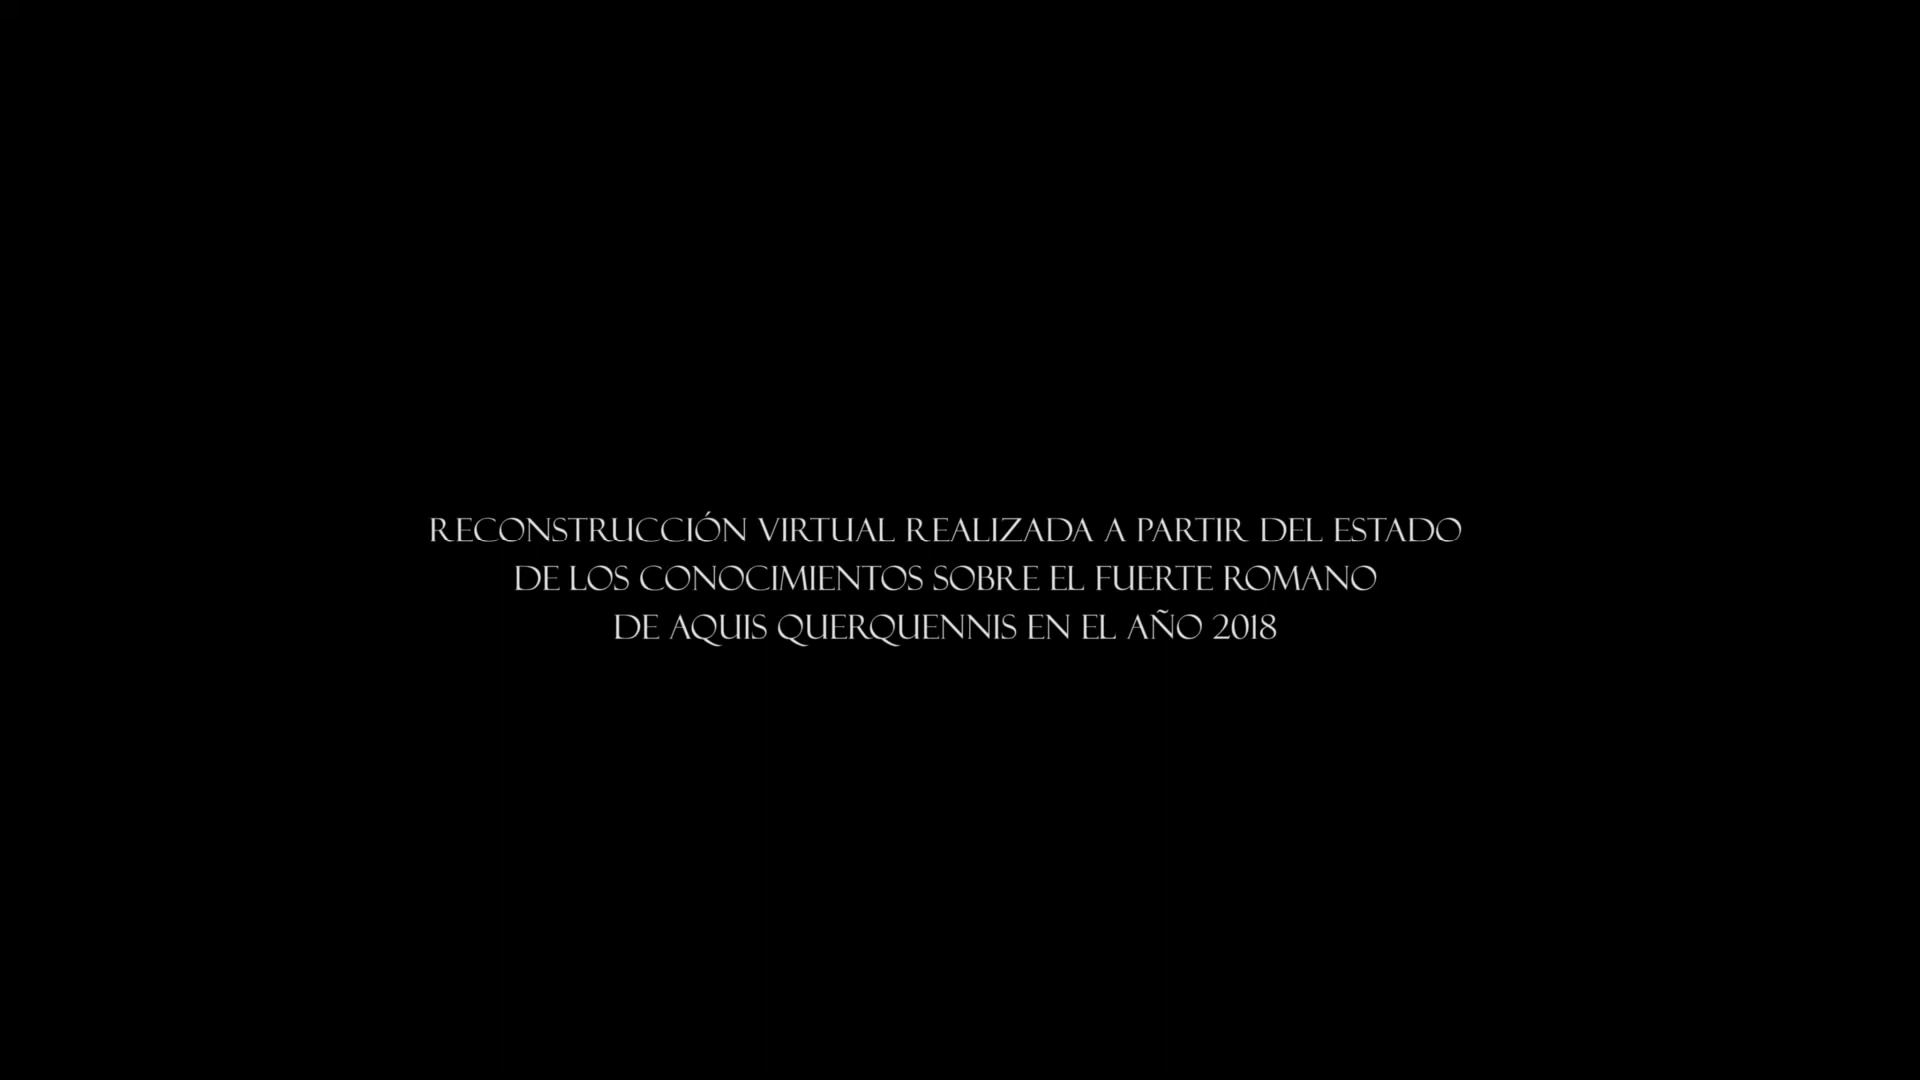 RECONSTRUCCIÓN VIRTUAL REALIZADA A PARTIR DEL ESTADO
DE LOS CONOCIMIENTOS SOBRE EL FUERTE ROMANO
DE AQUIS QUERQUENNIS EN EL AÑO 2018